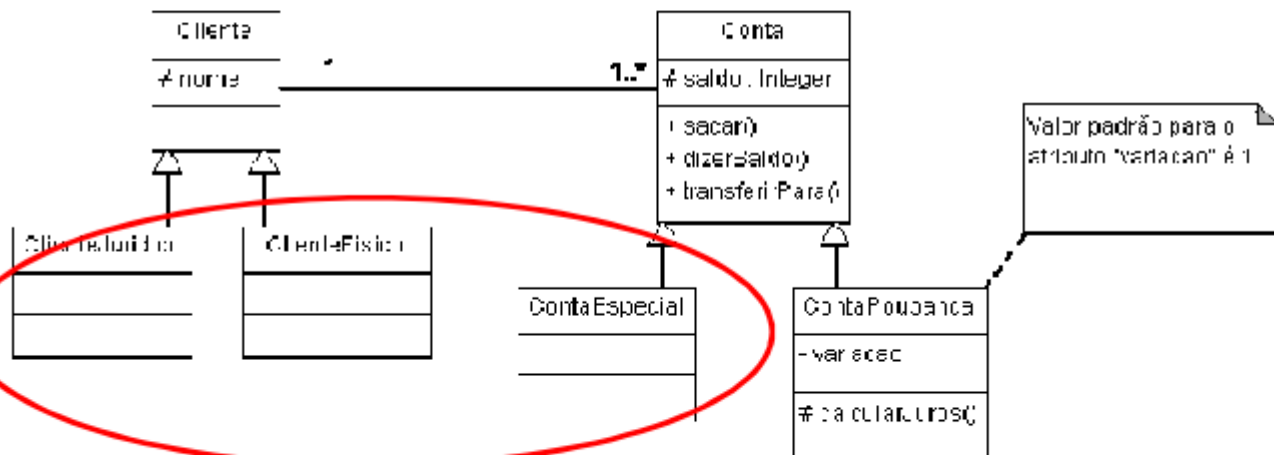 Cliente
# nome
1..*
Conta
# saldo : Integer
+ sacar()
+ dizerSaldo()
+ transferirPara()
Valor padrão para o
atributo "variacao" é 1
ClienteJuridico
ClienteFisico
ContaEspecial
ContaPoupanca
- variacao
# calcularJuros()